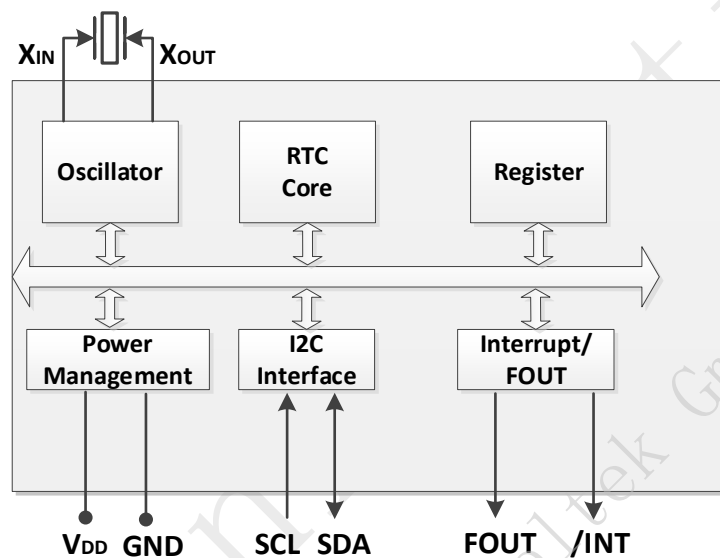 XIN XOUT
Oscillator
RTC
Core
Register
Power
Management
I2C
Interface
Interrupt/
FOUT
VDD GND SCL SDA FOUT /INT